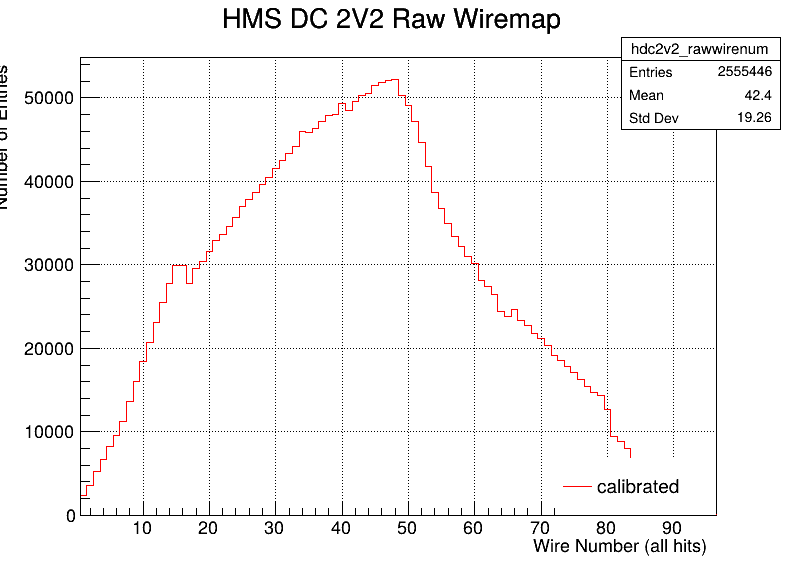 HMS DC 2V2 Raw Wiremap
hdc2v2_rawwirenum
Entries 2555446
Mean 42.4
Std Dev 19.26
Number of Entries
50000
40000
30000
20000
10000
0
10 20 30 40 50 60 70 80 90
Wire Number (all hits)
calibrated